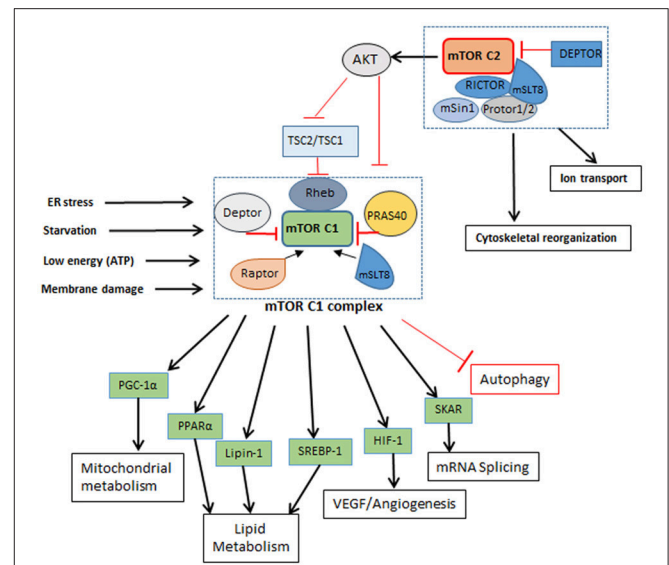 AKT
mTOR C2
DEPTOR
RICTOR
mSLT8
mSin1
Protor1/2
TSC2/TSC1
Ion transport
Rheb
ER stress
Deptor
PRAS40
Starvation
mTOR C1
Cytoskeletal reorganization
Low energy (ATP)
Raptor
mSLT8
Membrane damage
mTOR C1 complex
PGC-1α
Autophagy
PPARα
SKAR
Lipin-1
SREBP-1
HIF-1
Mitochondrial
metabolism
mRNA Splicing
VEGF/Angiogenesis
Lipid
Metabolism